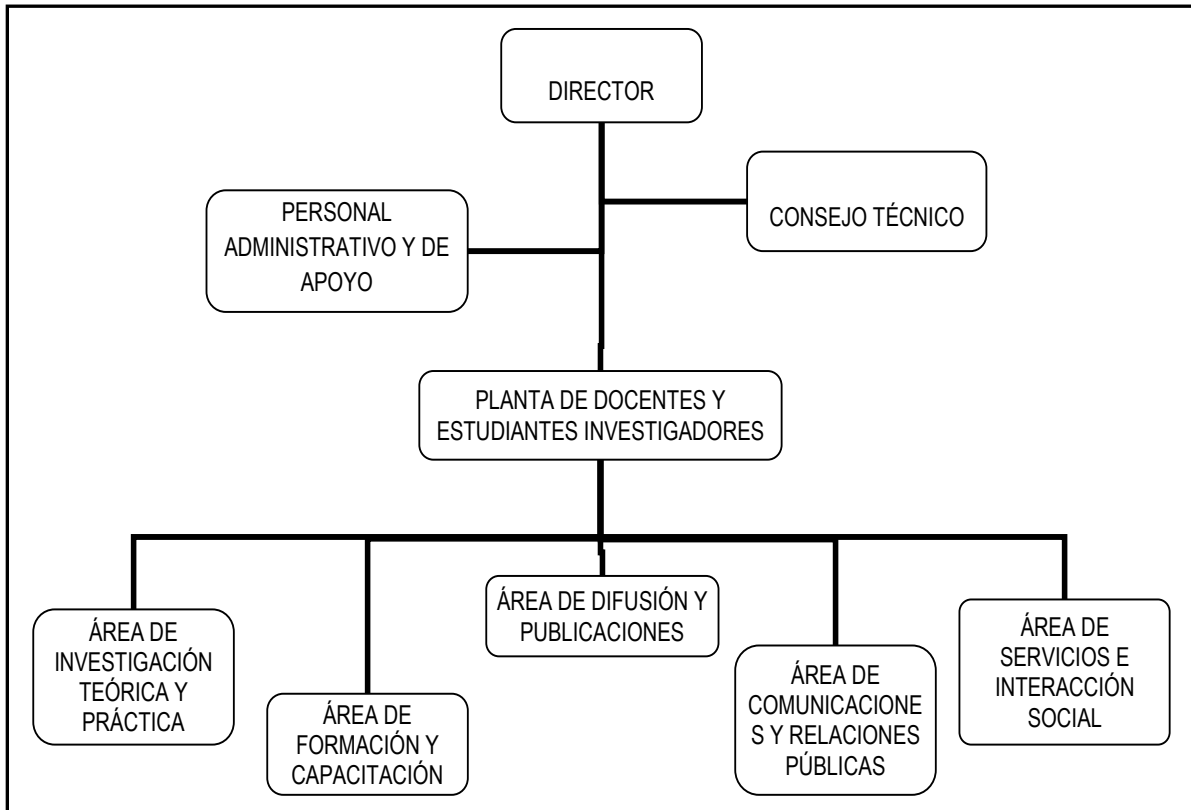 DIRECTOR
CONSEJO TÉCNICO
PERSONAL
ADMINISTRATIVO Y DE
APOYO
PLANTA DE DOCENTES Y
ESTUDIANTES INVESTIGADORES
ÁREA DE
INVESTIGACIÓN
TEÓRICA Y
PRÁCTICA
ÁREA DE
FORMACIÓN Y
CAPACITACIÓN
ÁREA DE DIFUSIÓN Y
PUBLICACIONES
ÁREA DE
COMUNICACIONE
S Y RELACIONES
PÚBLICAS
ÁREA DE
SERVICIOS E
INTERACCIÓN
SOCIAL